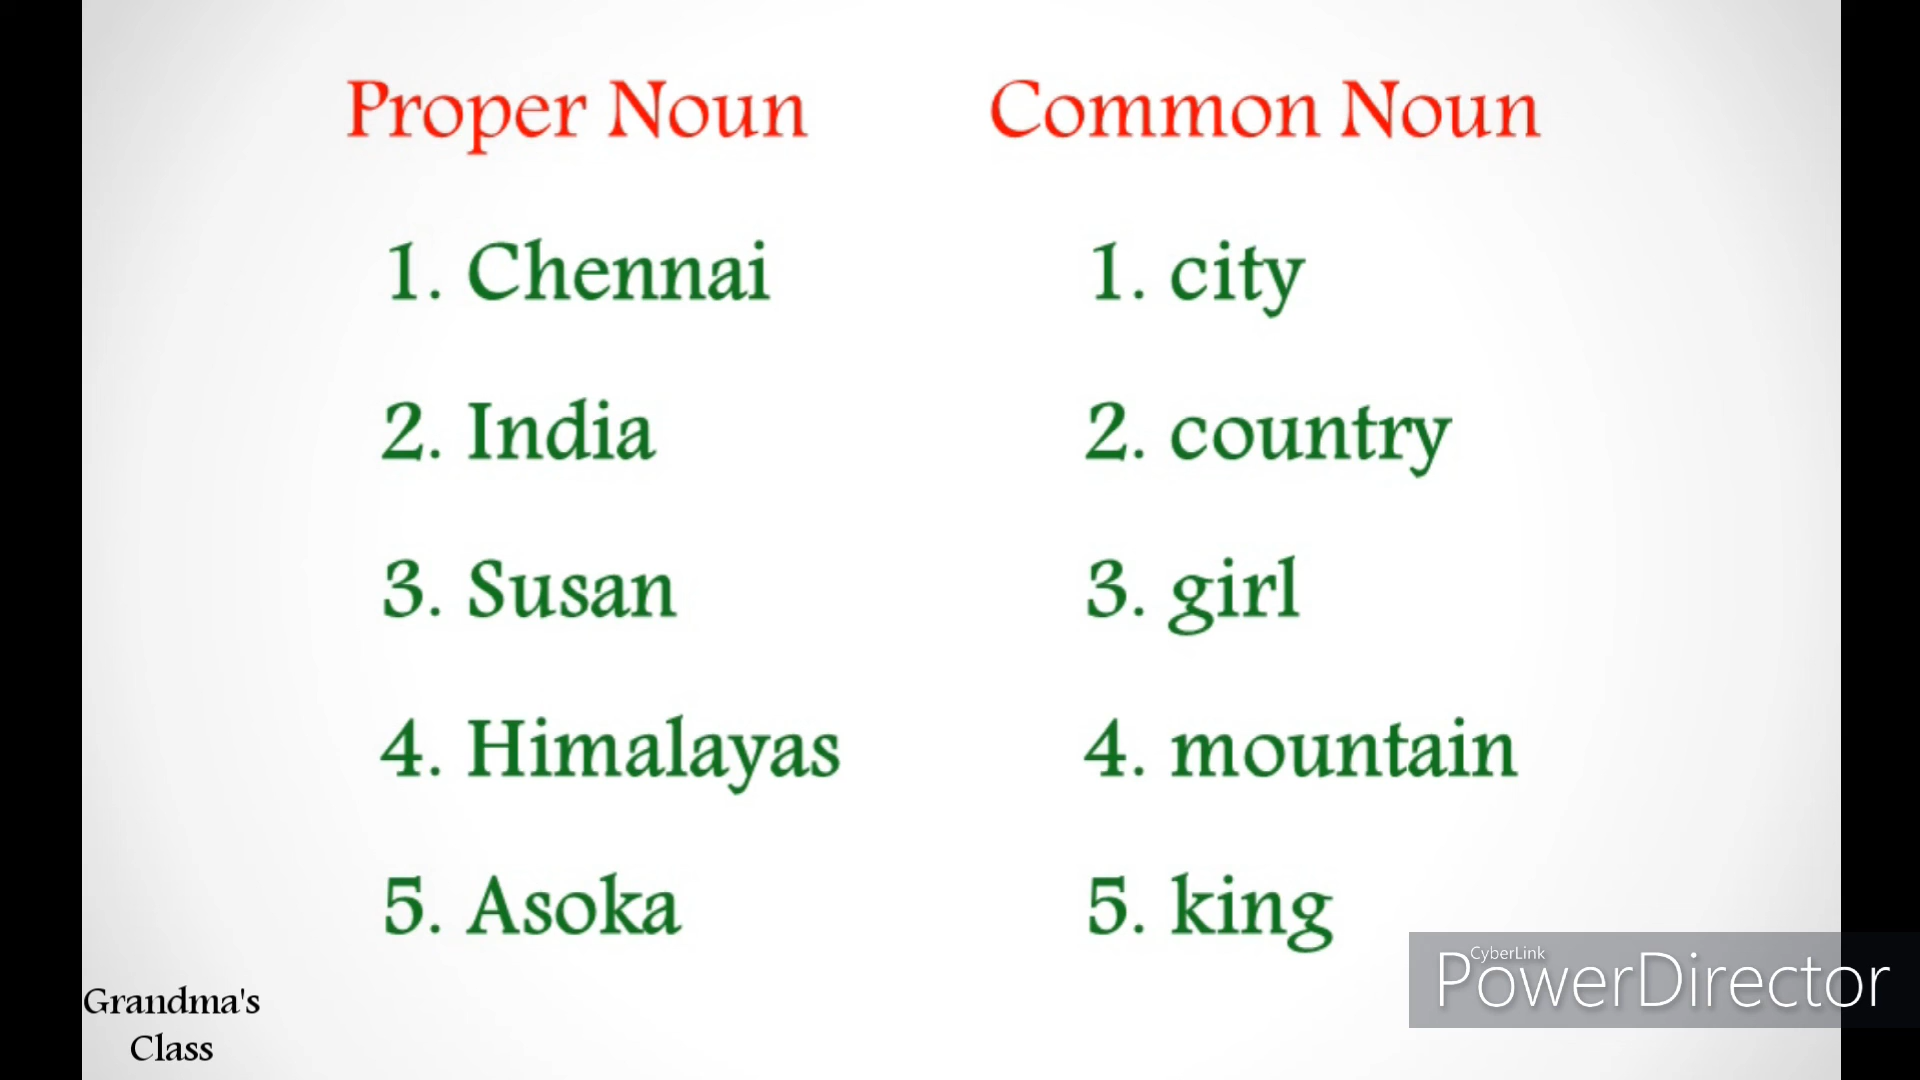 Proper Noun Common Noun
1. Chennai 1. city
2. India 2. country
3. Susan 3. girl
4. Himalayas 4. mountain
5. Asoka 5. king
Grandma's
Class
CyberLink
PowerDirector